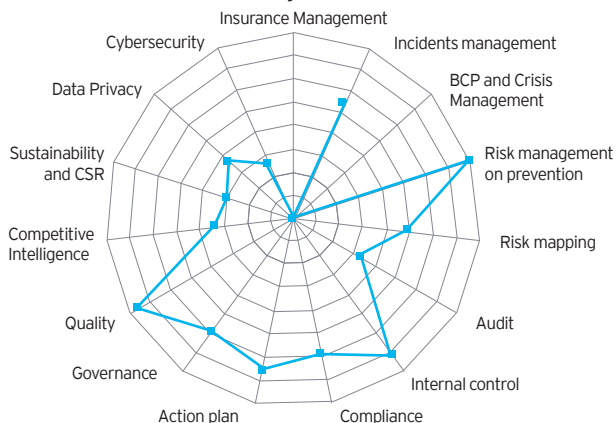 Insurance Management
Cybersecurity
Incidents management
Data Privacy
BCP and Crisis
Management
Sustainability
and CSR
Risk management
on prevention
Competitive
Intelligence
Risk mapping
Quality
Audit
Governance
Internal control
Action plan
Compliance